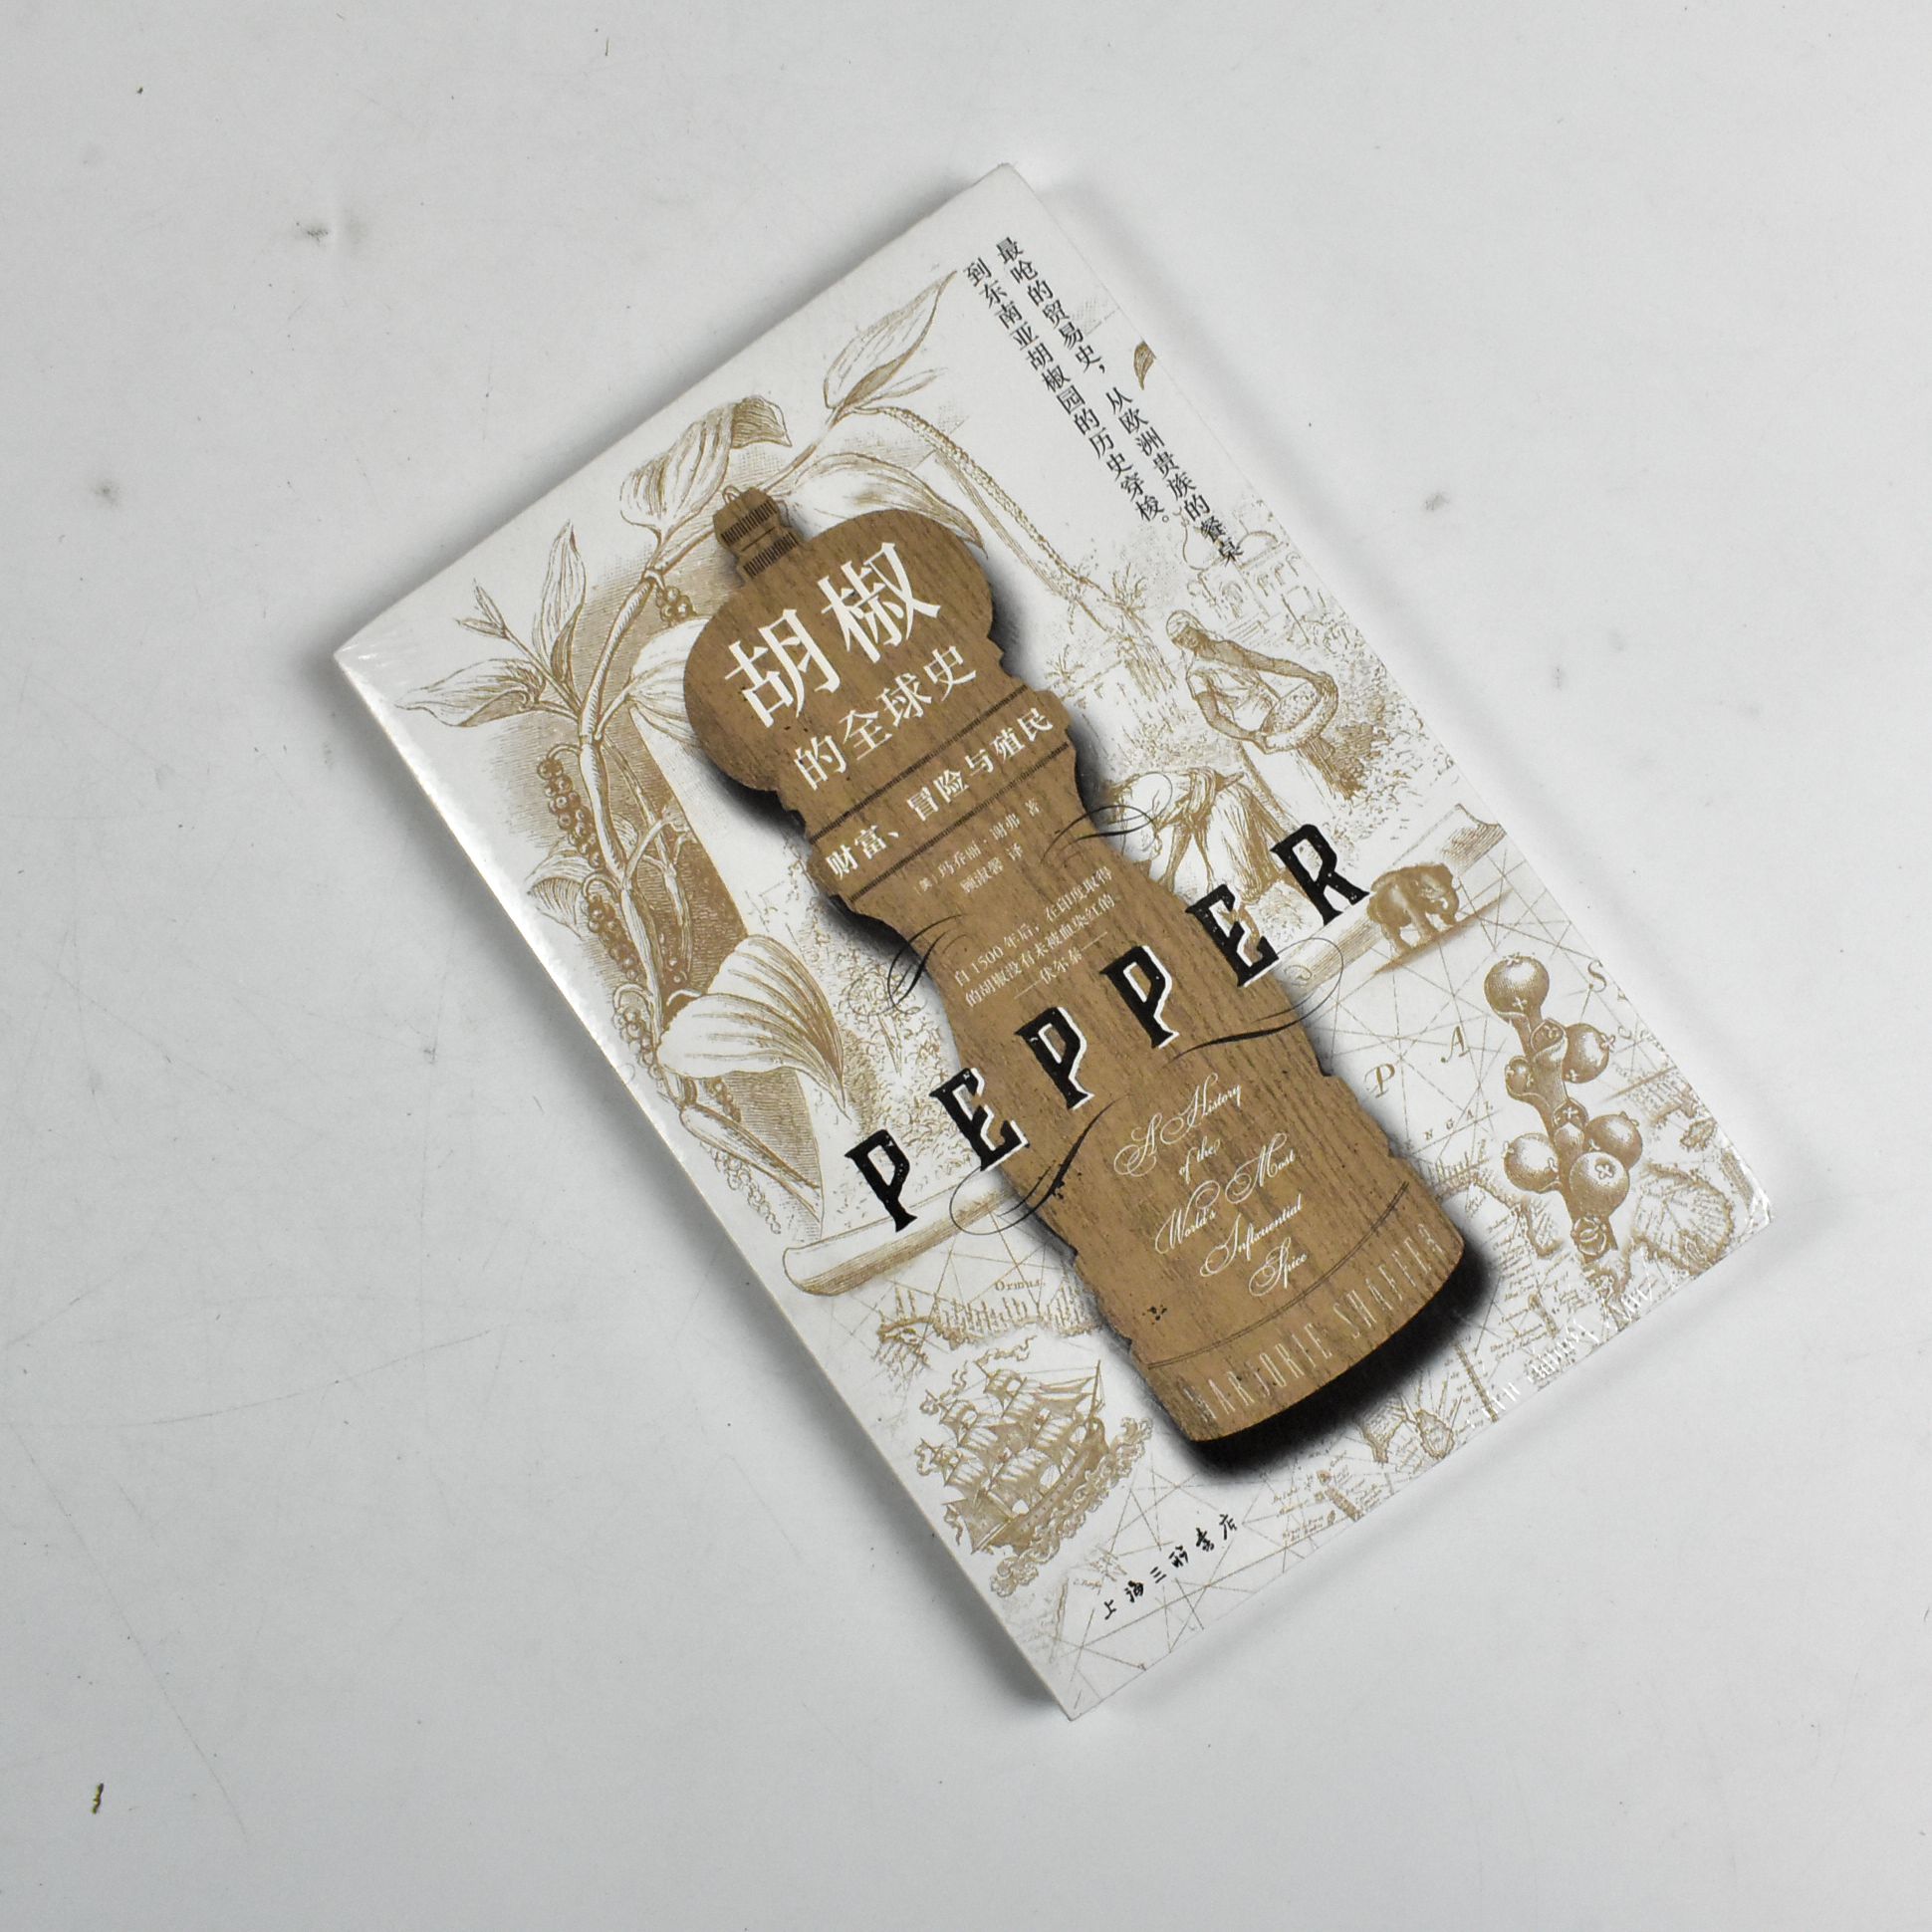 最呛的贸易史，从欧洲贵族的餐桌
到东南亚胡椒园的历史穿梭。
胡椒
的全球史
财富、冒险与殖民
［美］玛乔丽·谢弗 著
顾淑馨 译
自1500年后，在印度取得
的胡椒没有未被血染红的
——伏尔泰——
PEPPER
A History
of the
World's Most
Influential
Spice
MARJORIE SHAFFER
Ormus.
上海三联书店